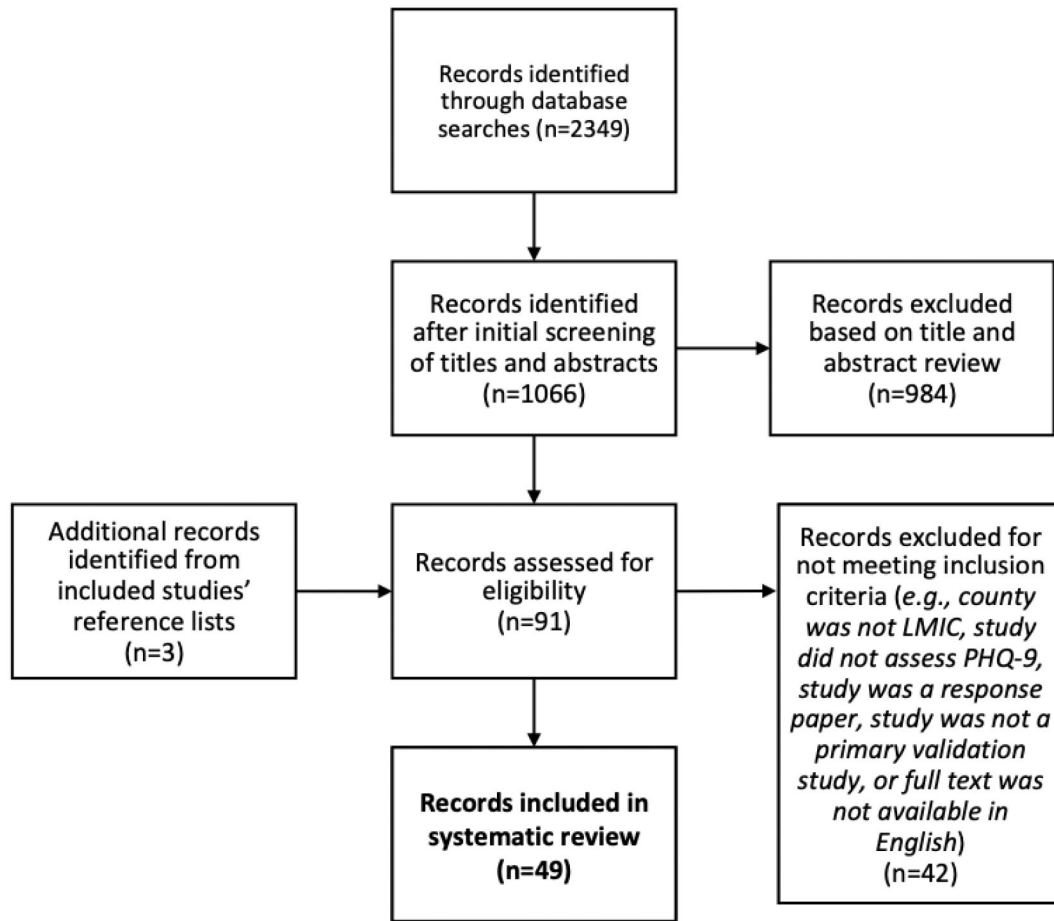 Records identified
through database
searches (n=2349)
Records identified
after initial screening
of titles and abstracts
(n=1066)
Records excluded
based on title and
abstract review
(n=984)
Additional records
identified from
included studies’
reference lists
(n=3)
Records assessed for
eligibility
(n=91)
Records excluded for
not meeting inclusion
criteria (e.g., county
was not LMIC, study
did not assess PHQ-9,
study was a response
paper, study was not a
primary validation
study, or full text was
not available in
English)
(n=42)
Records included in
systematic review
(n=49)